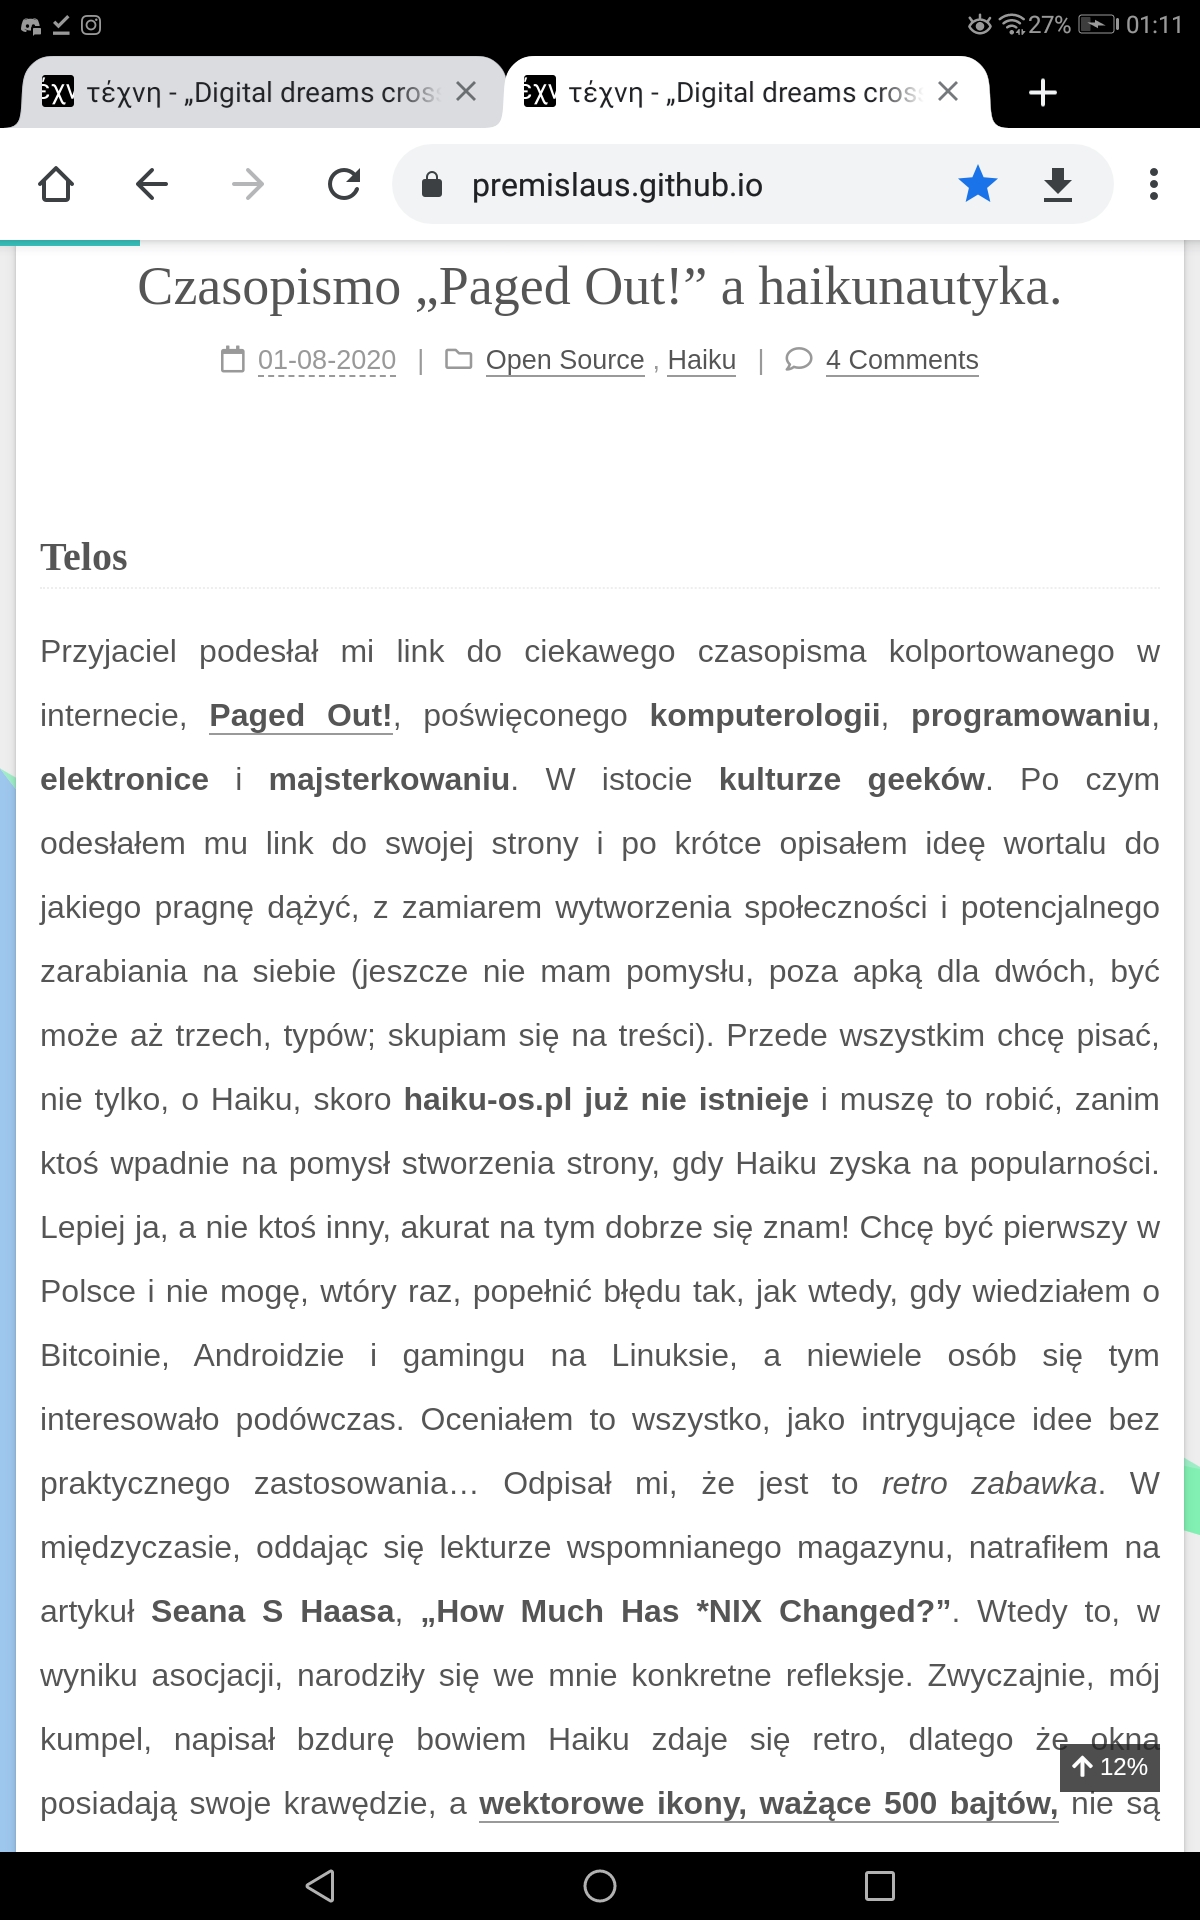 27% 01:11
έχν τέχνη - „Digital dreams cros
έχν τέχνη - „Digital dreams cros
premislaus.github.io
Czasopismo „Paged Out!” a haikunautyka.
01-08-2020 | Open Source , Haiku | 4 Comments
Telos
Przyjaciel podesłał mi link do ciekawego czasopisma kolportowanego w
internecie, Paged Out!, poświęconego komputerologii, programowaniu,
elektronice i majsterkowaniu. W istocie kulturze geeków. Po czym
odesłałem mu link do swojej strony i po krótce opisałem ideę wortalu do
jakiego pragnę dążyć, z zamiarem wytworzenia społeczności i potencjalnego
zarabiania na siebie (jeszcze nie mam pomysłu, poza apką dla dwóch, być
może aż trzech, typów; skupiam się na treści). Przede wszystkim chcę pisać,
nie tylko, o Haiku, skoro haiku-os.pl już nie istnieje i muszę to robić, zanim
ktoś wpadnie na pomysł stworzenia strony, gdy Haiku zyska na popularności.
Lepiej ja, a nie ktoś inny, akurat na tym dobrze się znam! Chcę być pierwszy w
Polsce i nie mogę, wtóry raz, popełnić błędu tak, jak wtedy, gdy wiedziałem o
Bitcoinie, Androidzie i gamingu na Linuksie, a niewiele osób się tym
interesowało podówczas. Oceniałem to wszystko, jako intrygujące idee bez
praktycznego zastosowania… Odpisał mi, że jest to retro zabawka. W
międzyczasie, oddając się lekturze wspomnianego magazynu, natrafiłem na
artykuł Seana S Haasa, „How Much Has *NIX Changed?”. Wtedy to, w
wyniku asocjacji, narodziły się we mnie konkretne refleksje. Zwyczajnie, mój
kumpel, napisał bzdurę bowiem Haiku zdaje się retro, dlatego że okna
12%
posiadają swoje krawędzie, a wektorowe ikony, ważące 500 bajtów, nie są